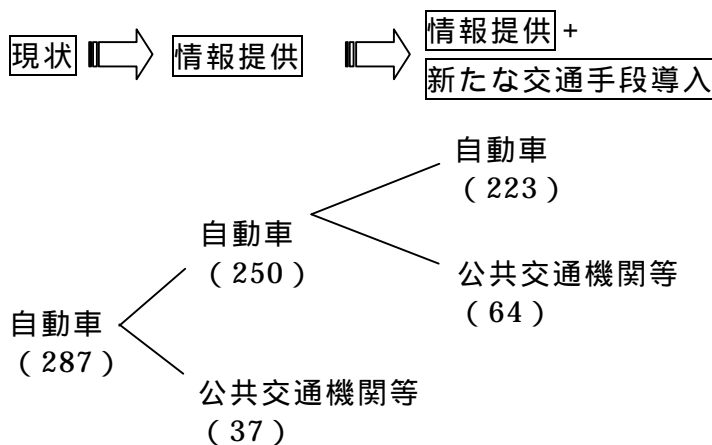 現状
情報提供
情報提供+
新たな交通手段導入
自動車
(223)
自動車
(250)
公共交通機関等
(64)
自動車
(287)
公共交通機関等
(37)